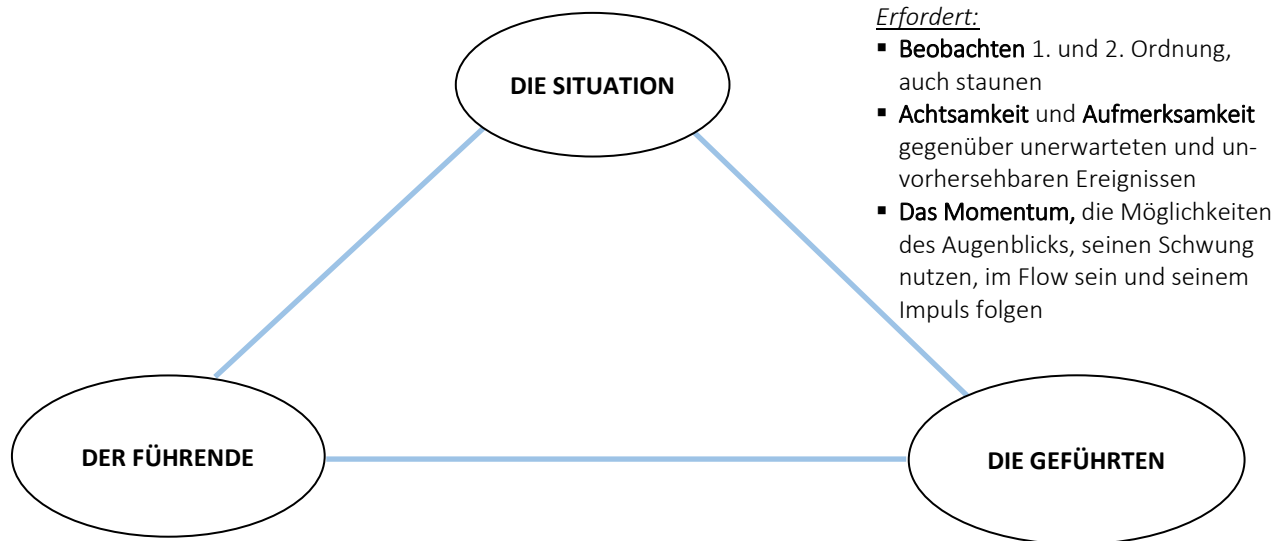 Erfordert:
▪ Beobachten 1. und 2. Ordnung,
auch staunen
▪ Achtsamkeit und Aufmerksamkeit
gegenüber unerwarteten und un-
vorhersehbaren Ereignissen
▪ Das Momentum, die Möglichkeiten
des Augenblicks, seinen Schwung
nutzen, im Flow sein und seinem
Impuls folgen
DIE SITUATION
DER FÜHRENDE
DIE GEFÜHRTEN